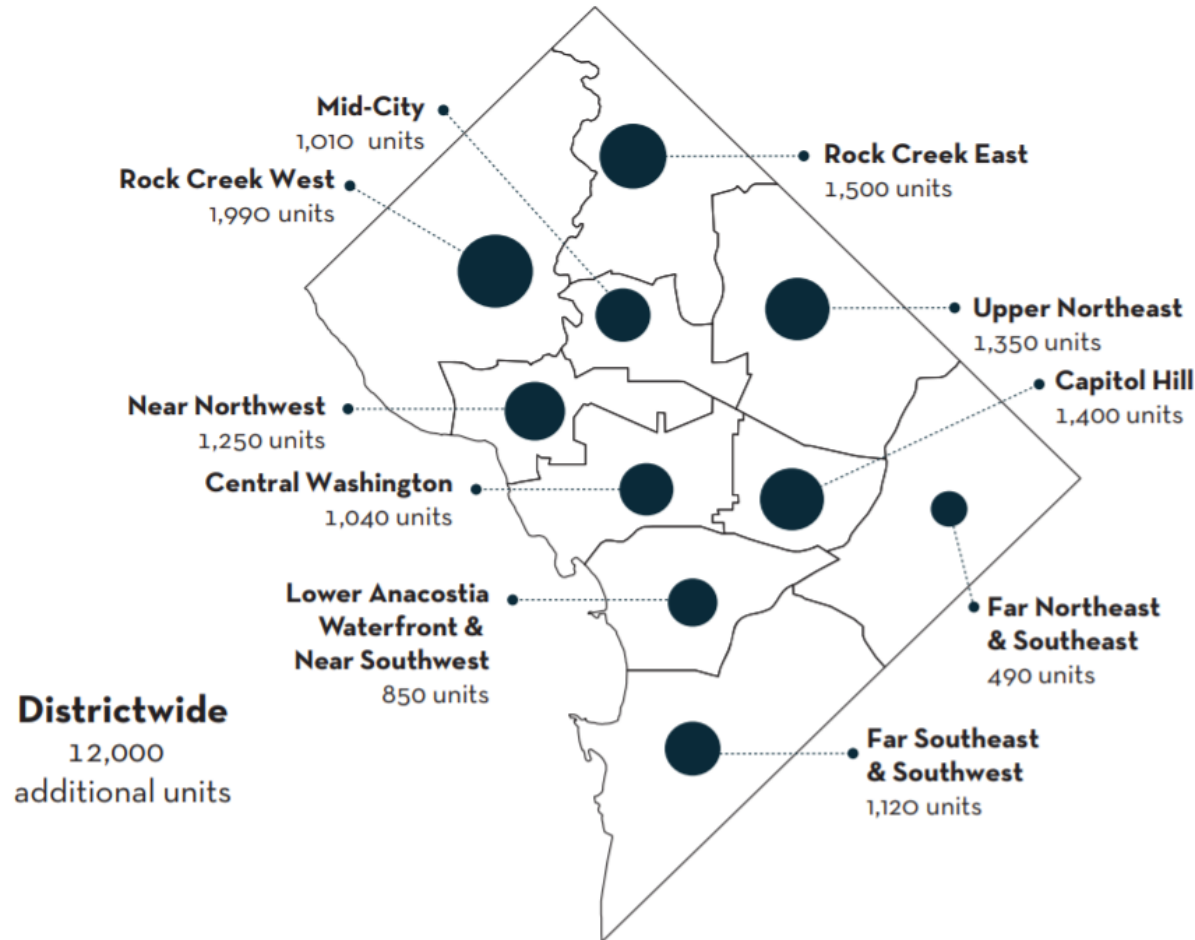 Mid-City
1,010 units
Rock Creek West
1,990 units
Rock Creek East
1,500 units
Upper Northeast
1,350 units
Capitol Hill
1,400 units
Near Northwest
1,250 units
Central Washington
1,040 units
Lower Anacostia
Waterfront &
Near Southwest
850 units
Far Northeast
& Southeast
490 units
Districtwide
12,000
additional units
Far Southeast
& Southwest
1,120 units